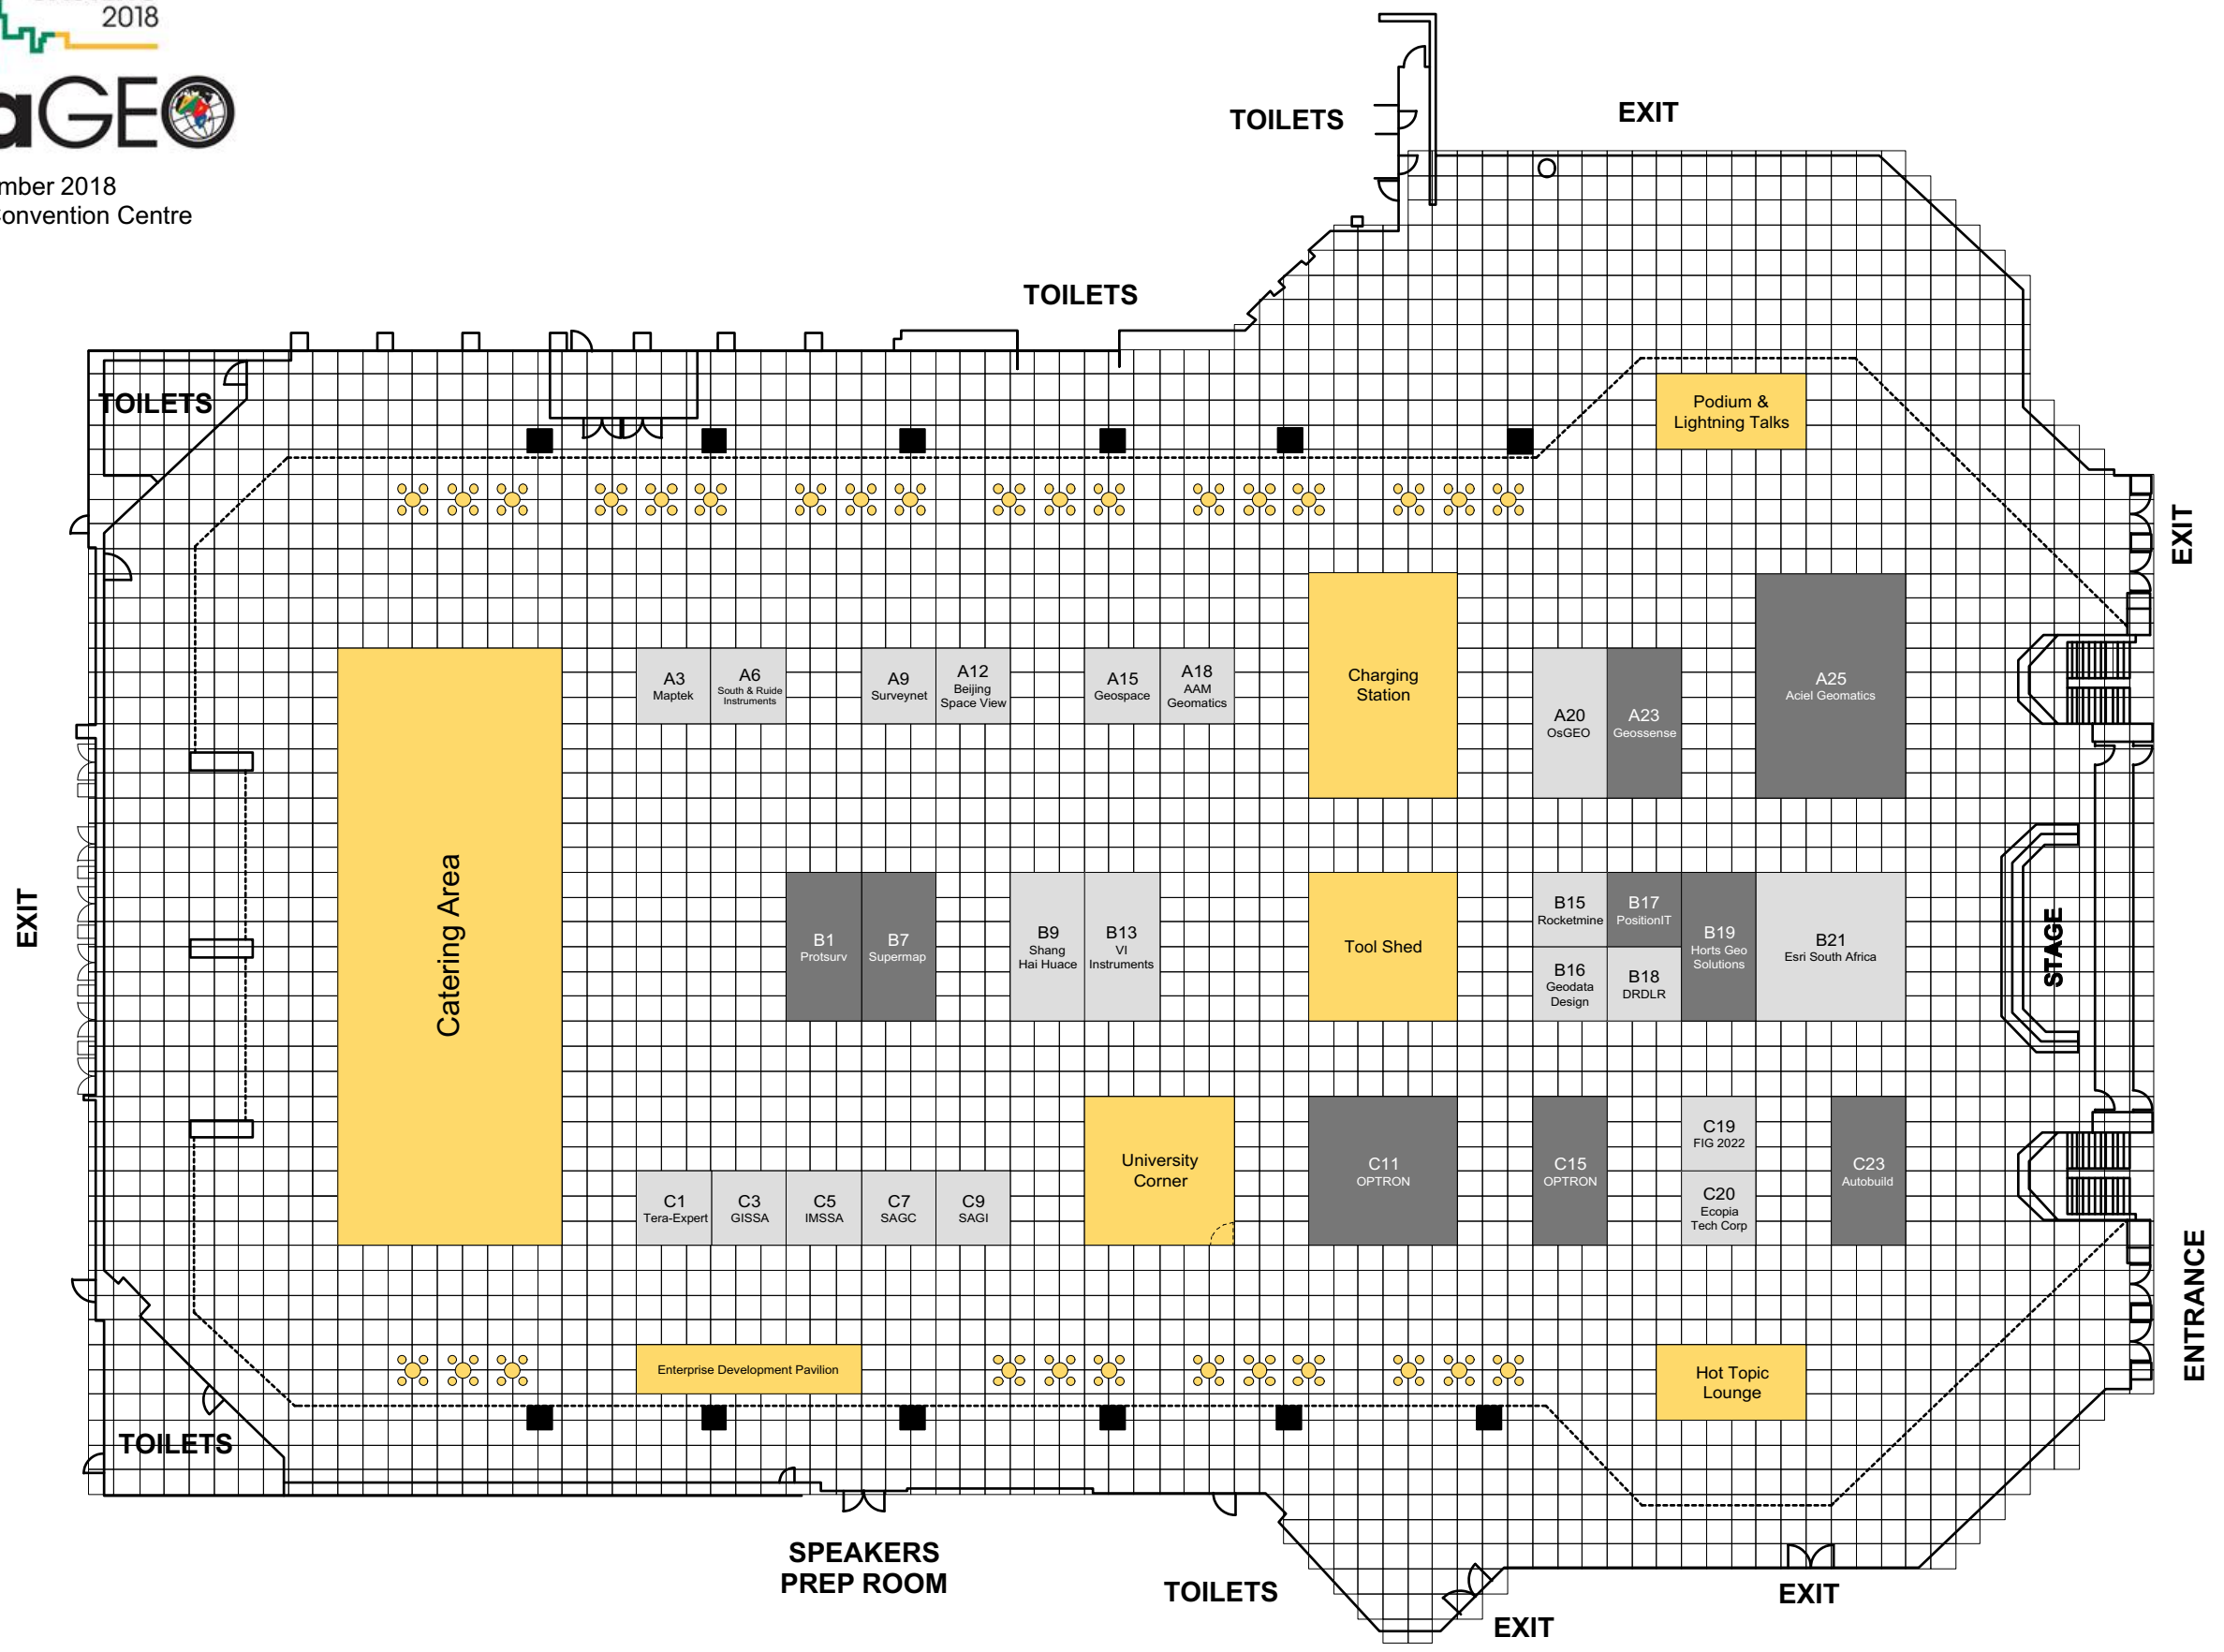 2018
aGEO
mber 2018
Convention Centre
TOILETS
EXIT
TOILETS
TOILETS
Podium &
Lightning Talks
EXIT
Charging
Station
A3
Maptek
A6
South & Ruide
Instruments
A9
Surveynet
A12
Beijing
Space View
A15
Geospace
A18
AAM
Geomatics
A20
OsGEO
A23
Geossense
A25
Aciel Geomatics
EXIT
Catering Area
B1
Protsurv
B7
Supermap
B9
Shang
Hai Huace
B13
VI
Instruments
Tool Shed
B15
Rocketmine
B17
PositionIT
B16
Geodata
Design
B18
DRDLR
B19
Horts Geo
Solutions
B21
Esri South Africa
STAGE
University
Corner
C1
Tera-Expert
C3
GISSA
C5
IMSSA
C7
SAGC
C9
SAGI
C11
OPTRON
C15
OPTRON
C19
FIG 2022
C20
Ecopia
Tech Corp
C23
Autobuild
ENTRANCE
Enterprise Development Pavilion
Hot Topic
Lounge
TOILETS
SPEAKERS
PREP ROOM
TOILETS
EXIT
EXIT